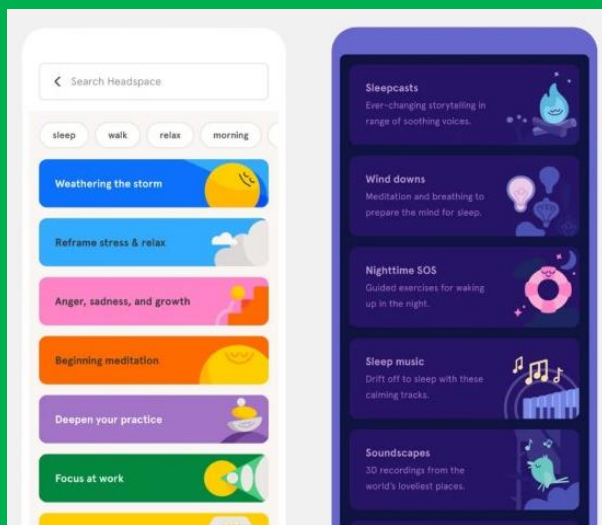 Search Headspace
sleep walk relax morning
Weathering the storm
Reframe stress & relax
Anger, sadness, and growth
Beginning meditation
Deepen your practice
Focus at work
Sleepcasts
Ever-changing storytelling in
range of soothing voices.
Wind downs
Meditation and breathing to
prepare the mind for sleep.
Nighttime SOS
Guided exercises for waking
up in the night.
Sleep music
Drift off to sleep with these
calming tracks.
Soundscapes
3D recordings from the
world's loveliest places.